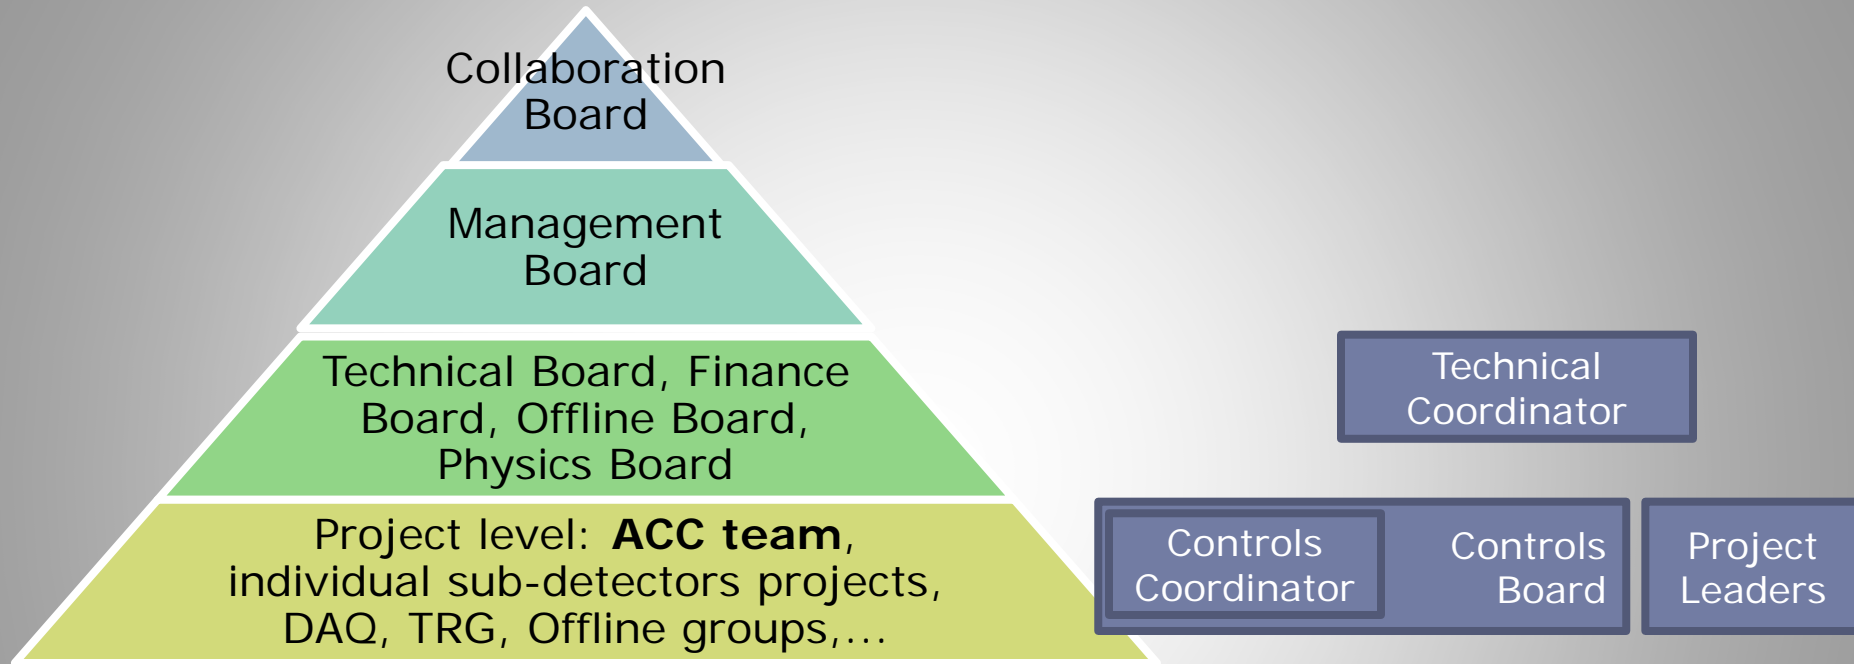 Collaboration
Board
Management
Board
Technical Board, Finance
Board, Offline Board,
Physics Board
Project level: ACC team,
individual sub-detectors projects,
DAQ, TRG, Offline groups,...
Technical
Coordinator
Controls
Coordinator
Controls
Board
Project
Leaders